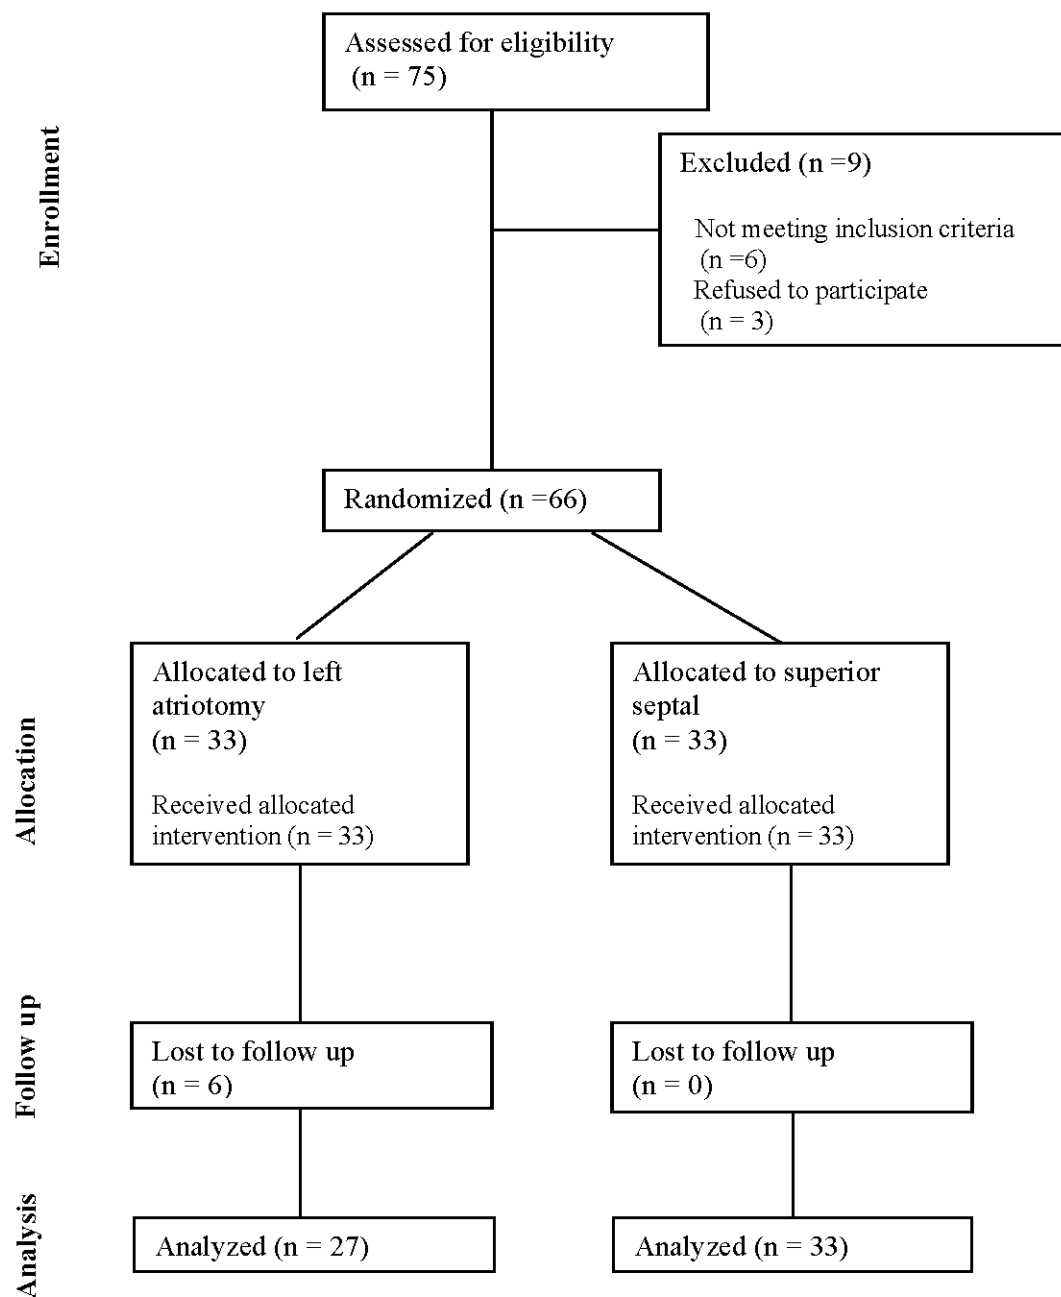 Assessed for eligibility
(n = 75)
Enrollment
Excluded (n =9)
Not meeting inclusion criteria
(n =6)
Refused to participate
(n = 3)
Randomized (n =66)
Allocation
Allocated to left
atriotomy
(n = 33)
Received allocated
intervention (n = 33)
Allocated to superior
septal
(n = 33)
Received allocated
intervention (n = 33)
Follow up
Lost to follow up
(n = 6)
Lost to follow up
(n = 0)
Analysis
Analyzed (n = 27)
Analyzed (n = 33)